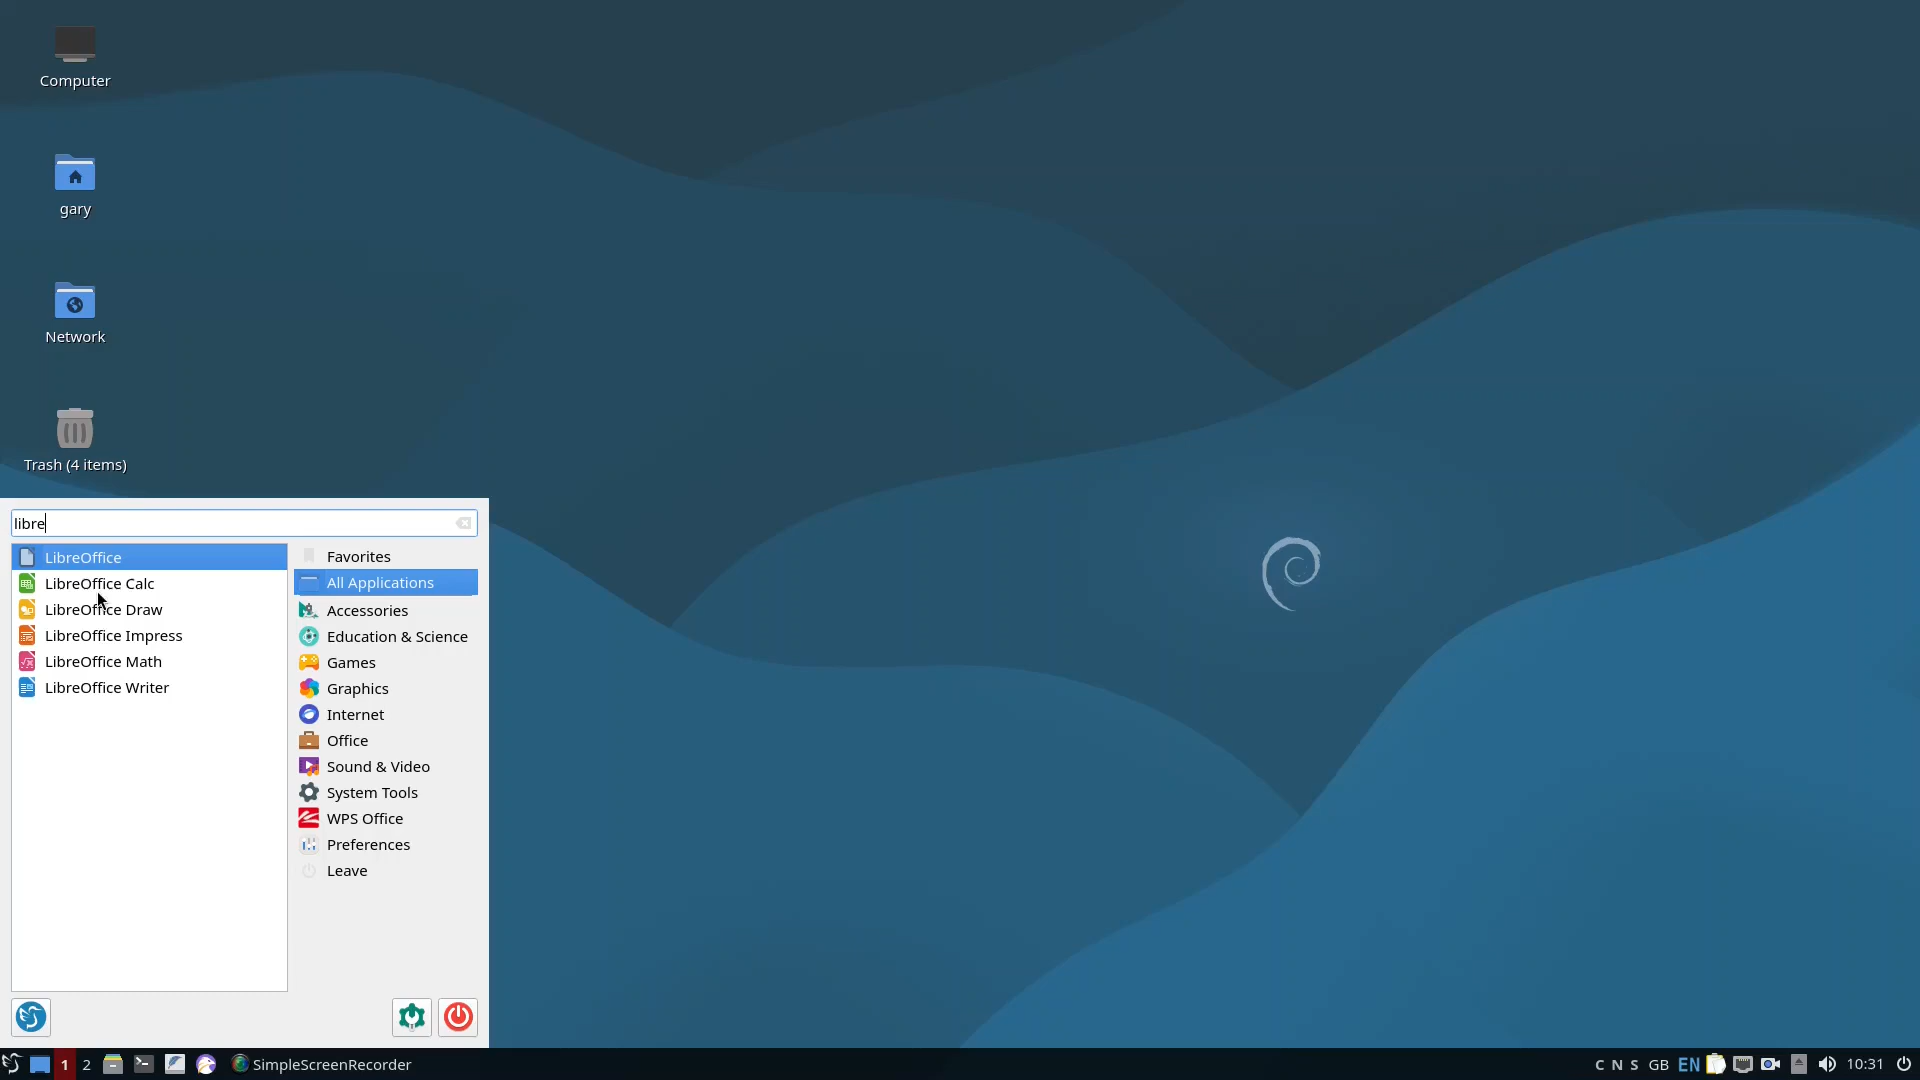 Computer
gary
Network
Trash (4 items)
libre
LibreOffice
LibreOffice Calc
LibreOffice Draw
LibreOffice Impress
LibreOffice Math
LibreOffice Writer
Favorites
All Applications
Accessories
Education & Science
Games
Graphics
Internet
Office
Sound & Video
System Tools
WPS Office
Preferences
Leave
1 2 SimpleScreenRecorder C N S GB EN 10:31